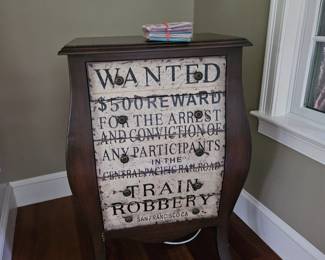 WANTED
$500 REWARD
FOR THE ARREST
AND CONVICTION OF
ANY PARTICIPANTS
IN THE
CENTRAL PACIFIC RAILROAD
TRAIN
ROBBERY
SAN FRANCISCO, CA